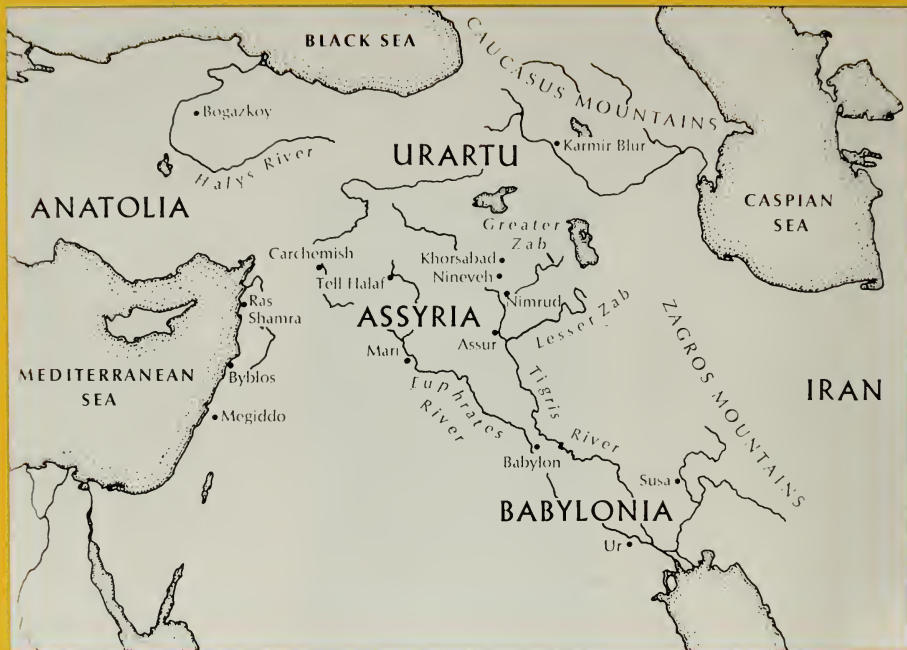 BLACK SEA
CAUCASUS MOUNTAINS
Bogazkoy
Karmir Blur
URARTU
Halys River
ANATOLIA
CASPIAN
SEA
Greater
Zab
Carchemish
Khorsabad
Tell Halaf
Nineveh
Nimrud
Ras
Shamra
ASSYRIA
Lesser Zab
Assur
ZAGROS MOUNTAINS
Mari
MEDITERRANEAN
SEA
Byblos
IRAN
Euphrates
River
Tigris
River
Megiddo
Babylon
Susa
BABYLONIA
Ur